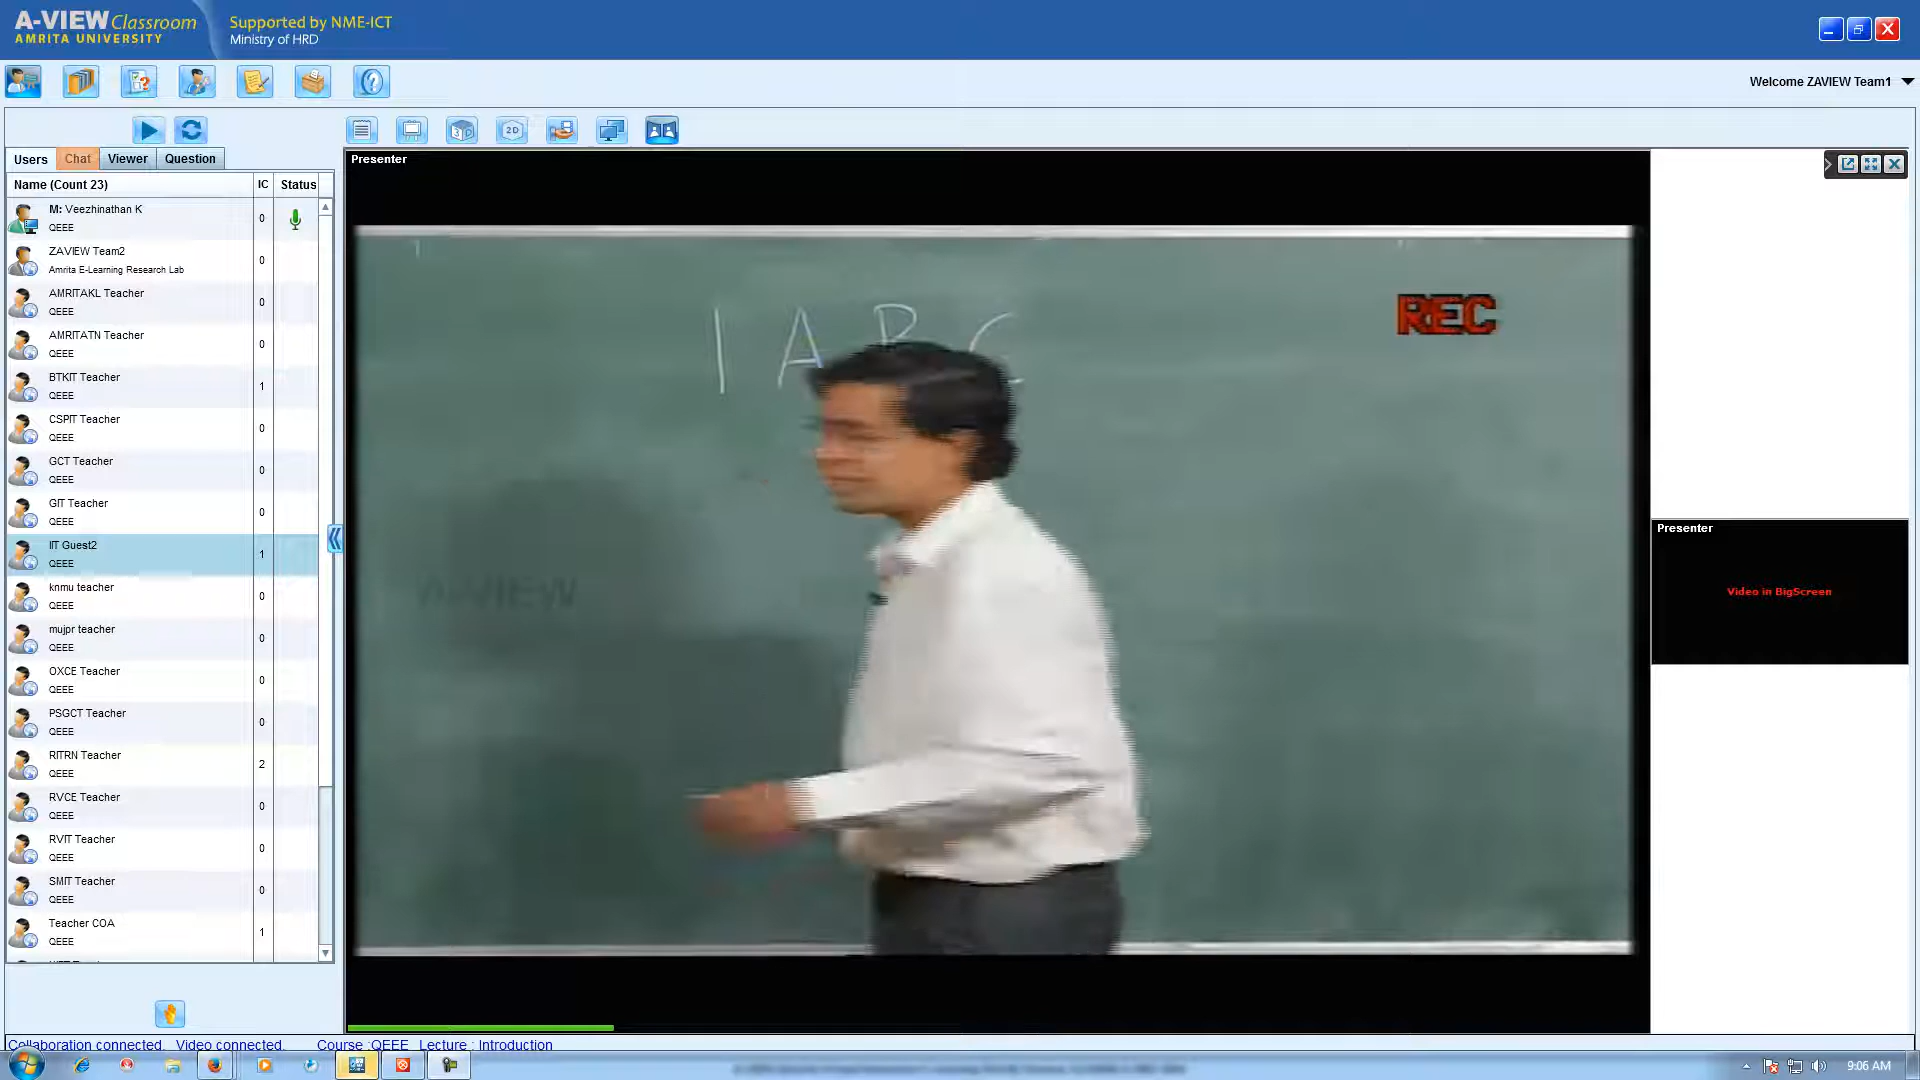 A-VIEW Classroom
AMRITA UNIVERSITY
Supported by NME-ICT
Ministry of HRD
Welcome ZAVIEW Team1
3D
2D
Users Chat Viewer Question
Name (Count 23) IC Status
M: Veezhinathan K
QEEE
0
ZAVIEW Team2
Amrita E-Learning Research Lab
0
AMRITAKL Teacher
QEEE
0
AMRITATN Teacher
QEEE
0
BTKIT Teacher
QEEE
1
CSPIT Teacher
QEEE
0
GCT Teacher
QEEE
0
GIT Teacher
QEEE
0
IIT Guest2
QEEE
1
knmu teacher
QEEE
0
mujpr teacher
QEEE
0
OXCE Teacher
QEEE
0
PSGCT Teacher
QEEE
0
RITRN Teacher
QEEE
2
RVCE Teacher
QEEE
0
RVIT Teacher
QEEE
0
SMIT Teacher
QEEE
0
Teacher COA
QEEE
1
Presenter
1 A B C
REC
A-VIEW
Presenter
Video in BigScreen
Collaboration connected. Video connected. Course :QEEE Lecture : Introduction
9:06 AM